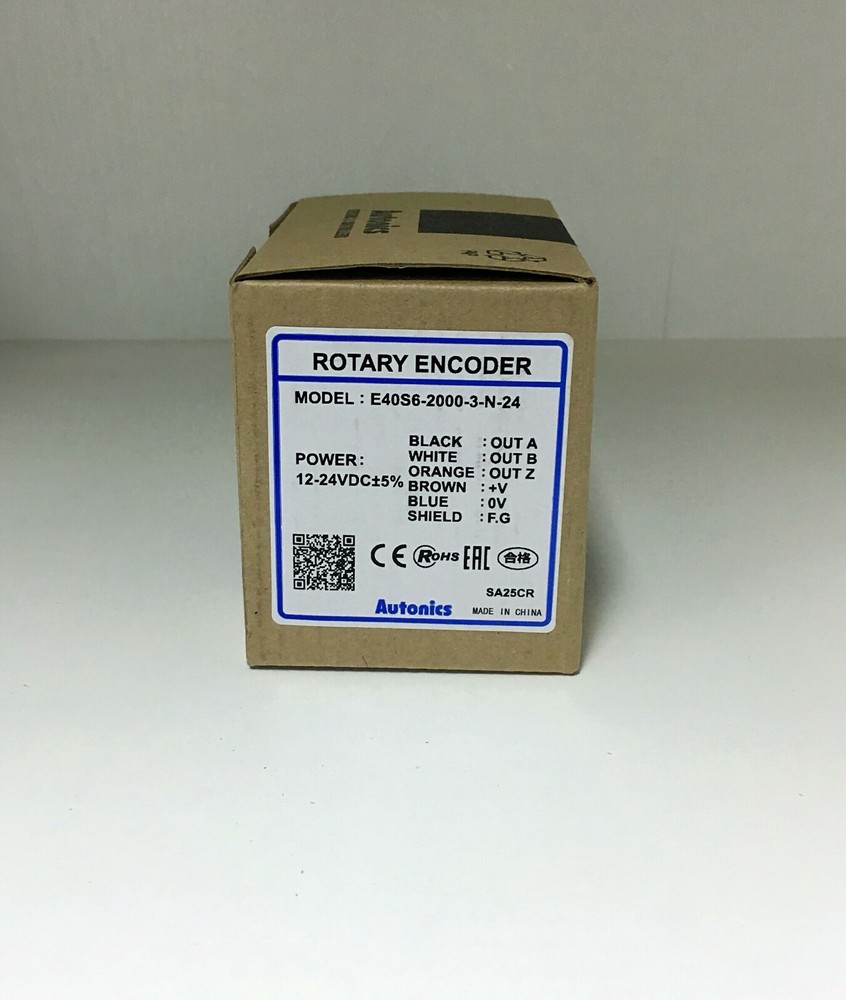 Autonics
ROTARY ENCODER
MODEL : E40S6-2000-3-N-24
POWER:
12-24VDC±5%
BLACK : OUT A
WHITE : OUT B
ORANGE : OUT Z
BROWN : +V
BLUE : 0V
SHIELD : F.G
CE RoHS EAC 合格
SA25CR
Autonics
MADE IN CHINA